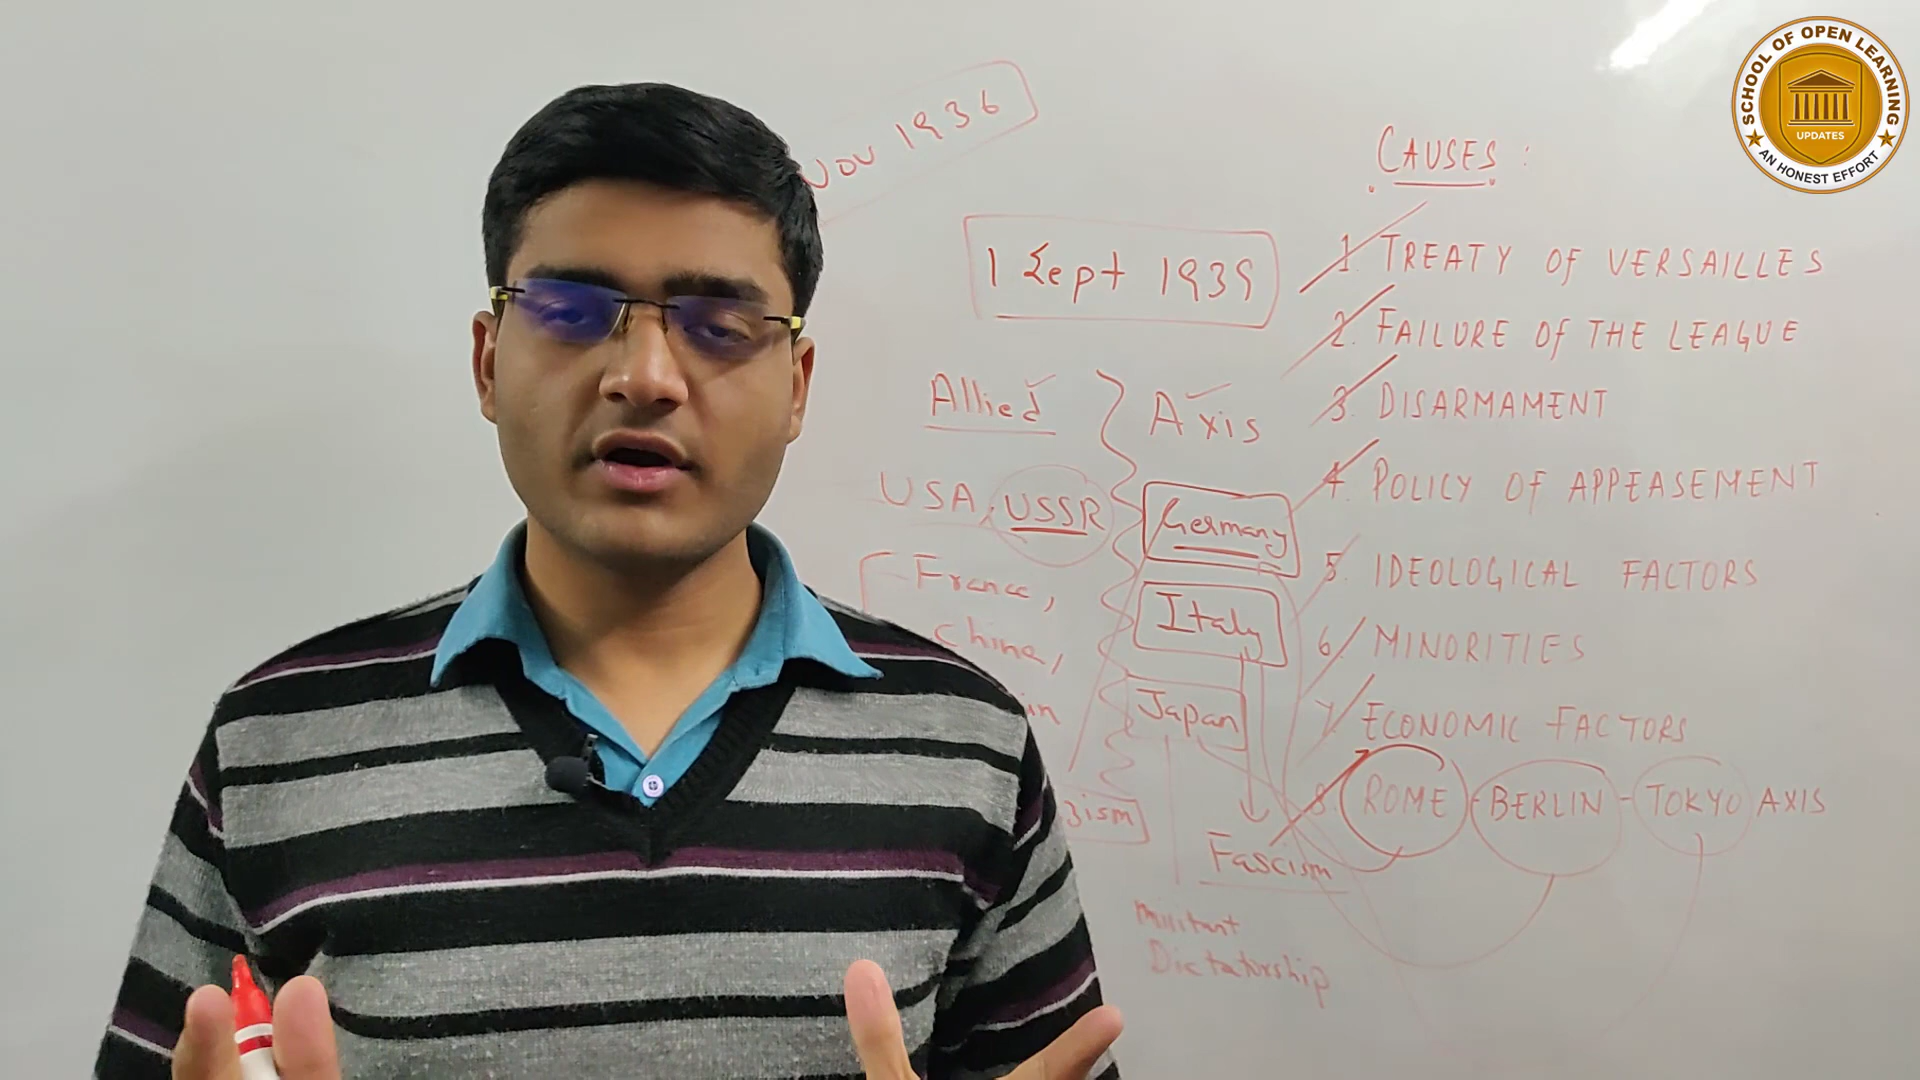 SCHOOL OF OPEN LEARNING
UPDATES
AN HONEST EFFORT
Nov 1936
1 Sept 1939
Allied
Axis
USA, USSR
France,
China,
Germany
Italy
Japan
Fascism
Militant
Dictatorship
CAUSES :
1. TREATY OF VERSAILLES
2. FAILURE OF THE LEAGUE
3. DISARMAMENT
4. POLICY OF APPEASEMENT
5. IDEOLOGICAL FACTORS
6 MINORITIES
7. ECONOMIC FACTORS
8. ROME - BERLIN - TOKYO AXIS